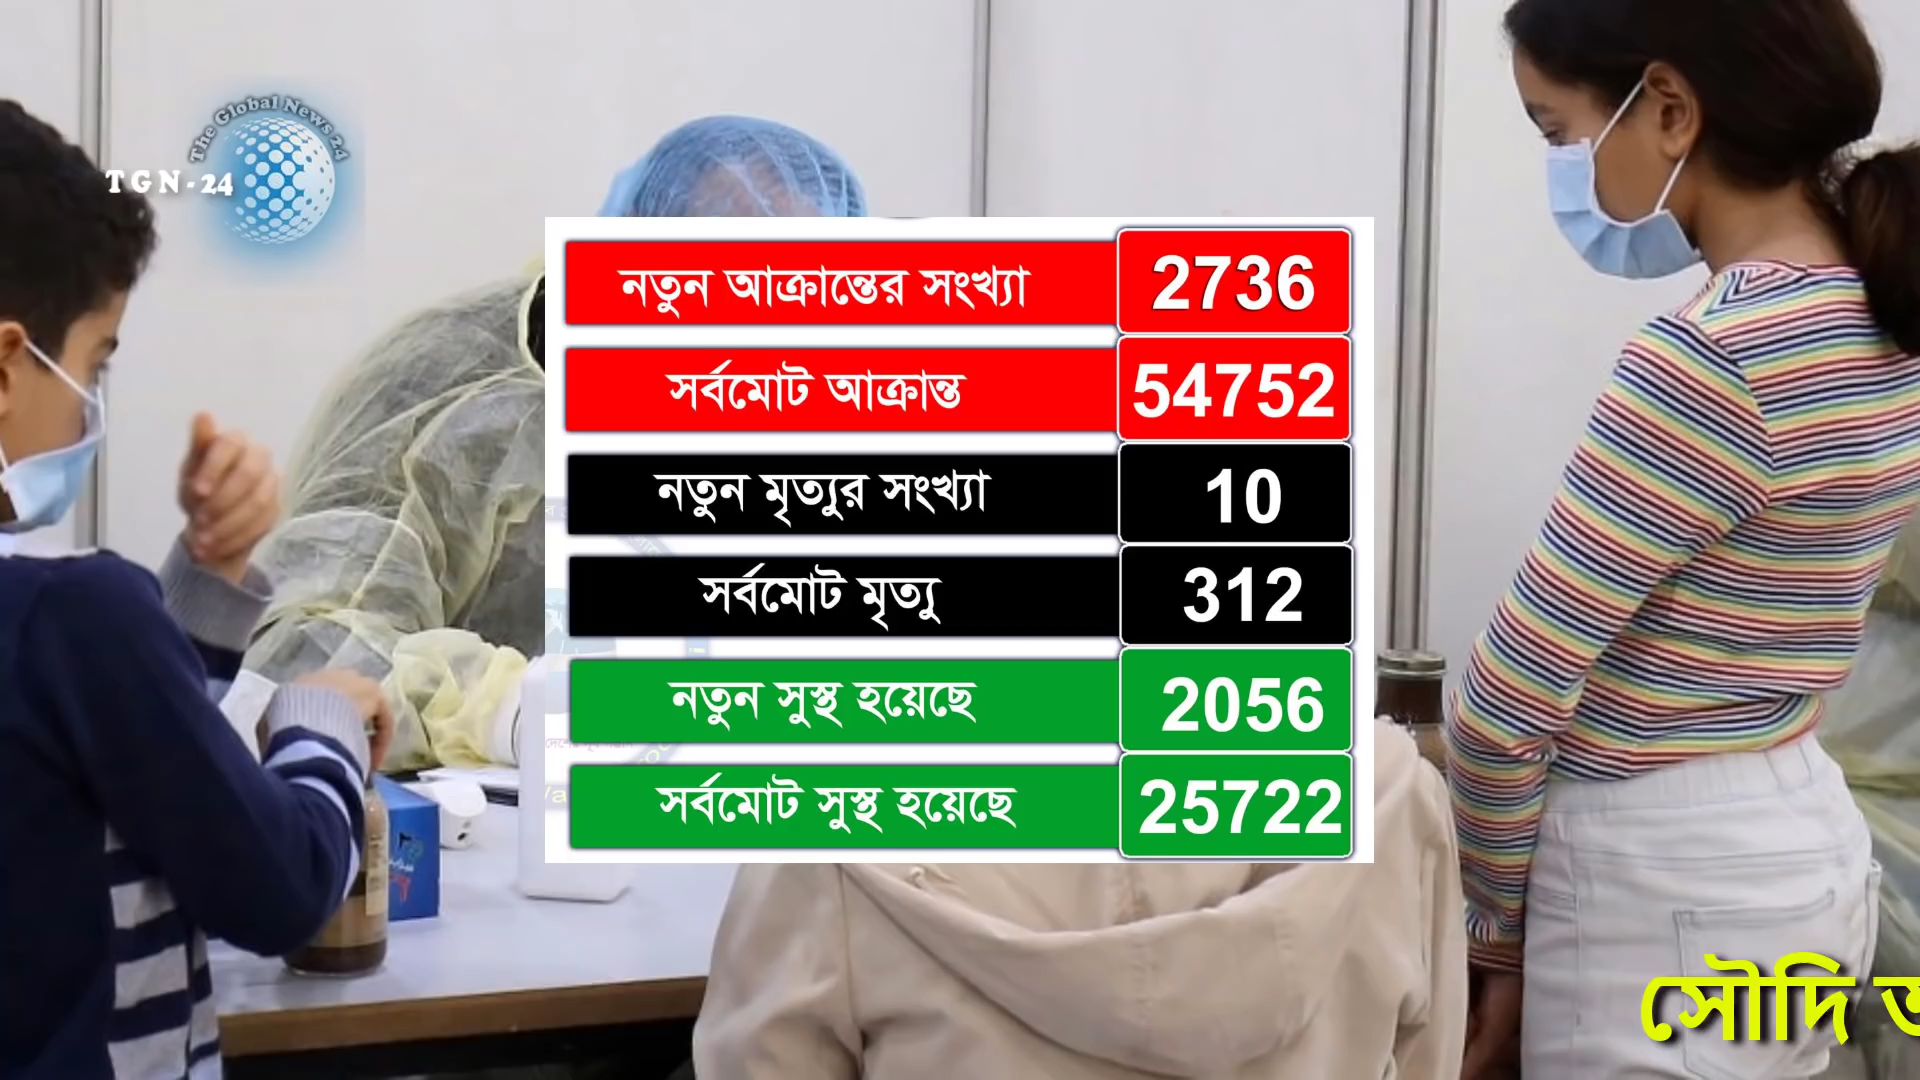 The Global News 24
TGN-24
নতুন আক্রান্তের সংখ্যা 2736
সর্বমোট আক্রান্ত 54752
নতুন মৃত্যুর সংখ্যা 10
সর্বমোট মৃত্যু 312
নতুন সুস্থ হয়েছে 2056
সর্বমোট সুস্থ হয়েছে 25722
সৌদি